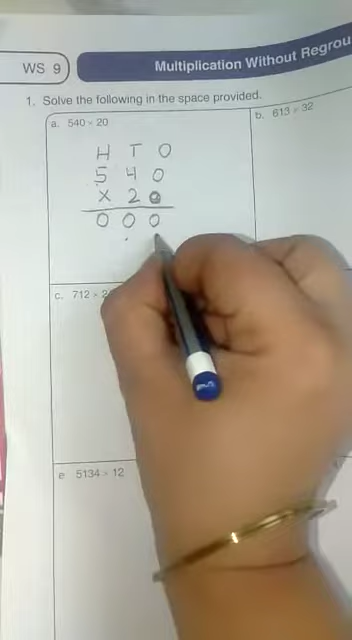 WS 9
Multiplication Without Regrou
1. Solve the following in the space provided.
a. 540 × 20
b. 613 × 32
H T O
5 4 0
X 2 0
0 0 0
c. 712 × 2
e 5134 × 12